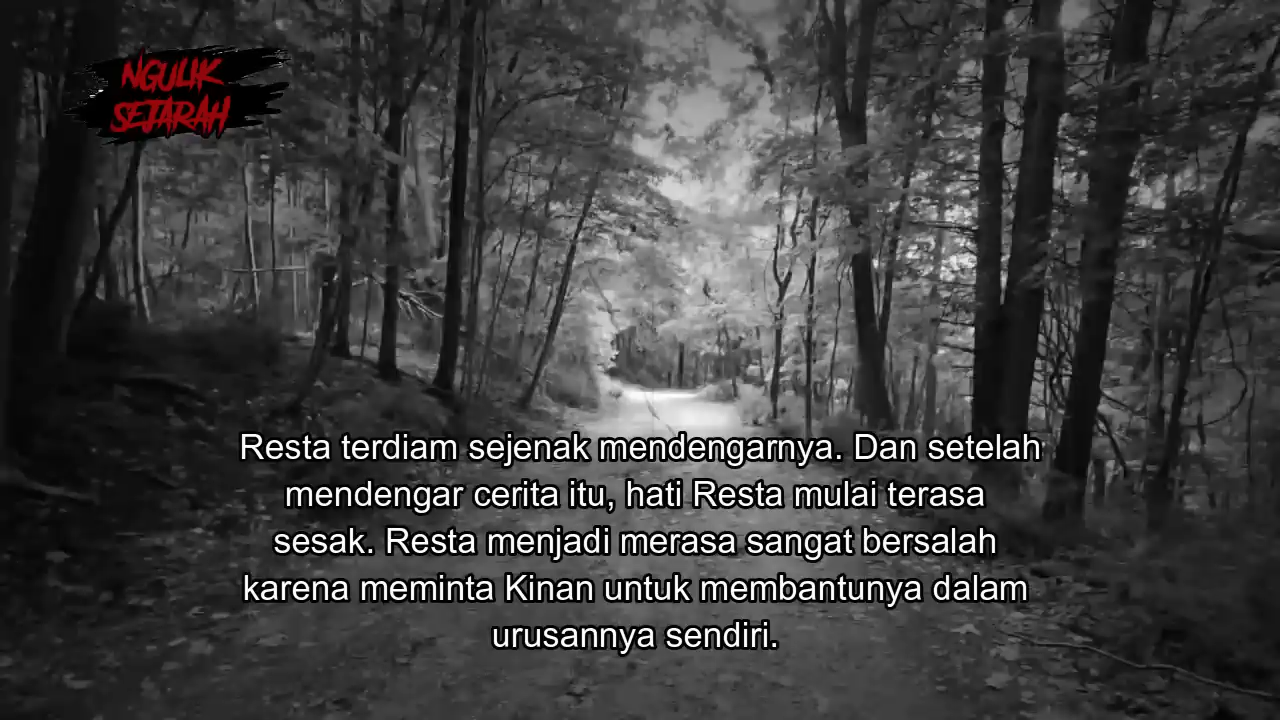 NGULIK
SEJARAH
Resta terdiam sejenak mendengarnya. Dan setelah
mendengar cerita itu, hati Resta mulai terasa
sesak. Resta menjadi merasa sangat bersalah
karena meminta Kinan untuk membantunya dalam
urusannya sendiri.